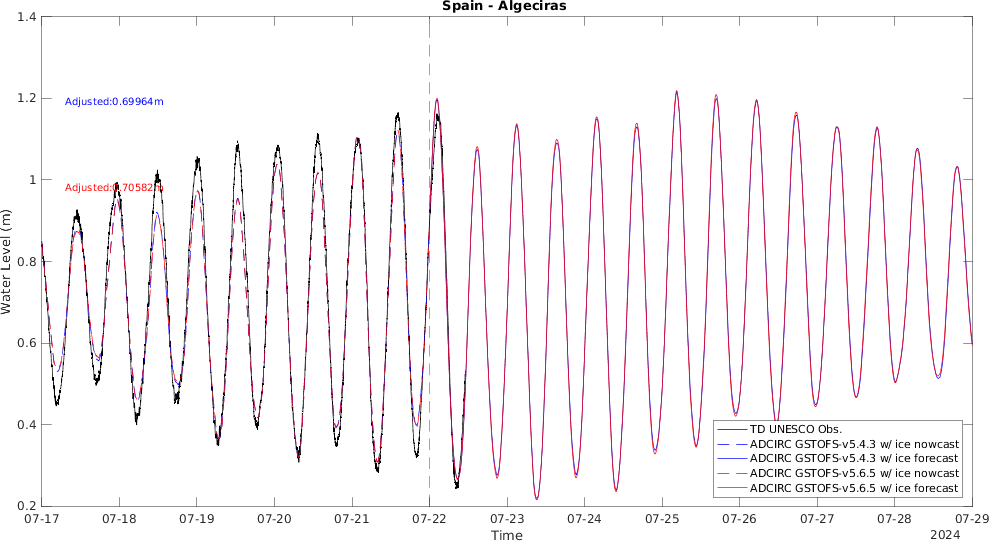 Spain - Algeciras
1.4
1.2
1
0.8
0.6
0.4
0.2
Water Level (m)
Adjusted:0.69964m
Adjusted:0.70582m
TD UNESCO Obs.
ADCIRC GSTOFS-v5.4.3 w/ ice nowcast
ADCIRC GSTOFS-v5.4.3 w/ ice forecast
ADCIRC GSTOFS-v5.6.5 w/ ice nowcast
ADCIRC GSTOFS-v5.6.5 w/ ice forecast
07-17 07-18 07-19 07-20 07-21 07-22 07-23 07-24 07-25 07-26 07-27 07-28 07-29
Time
2024